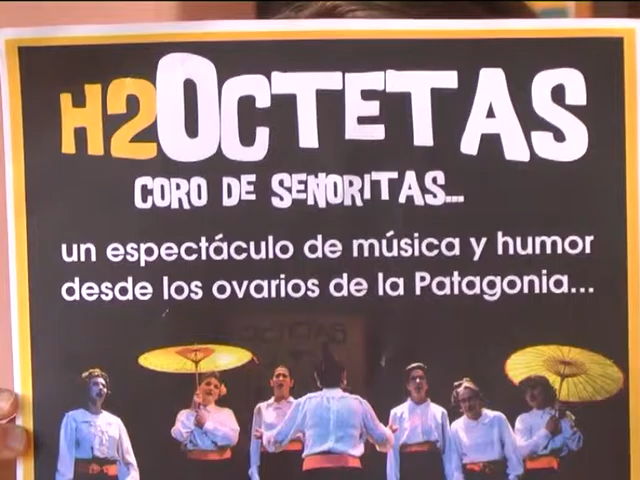 H2OCTETAS
CORO DE SEÑORITAS...
un espectáculo de música y humor
desde los ovarios de la Patagonia...